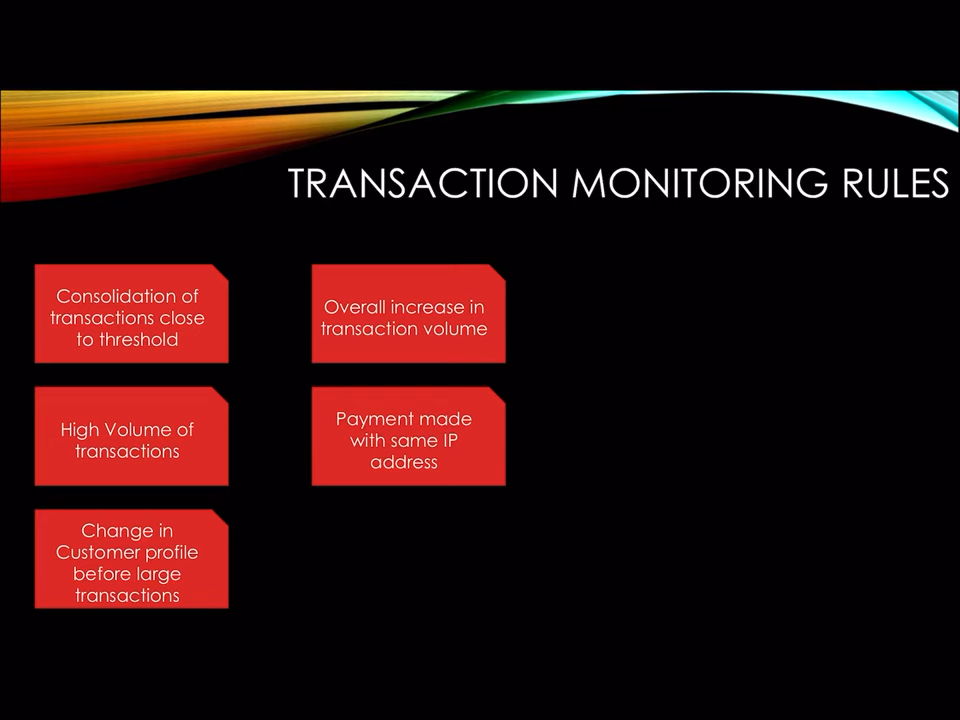 TRANSACTION MONITORING RULES
Consolidation of
transactions close
to threshold
Overall increase in
transaction volume
High Volume of
transactions
Payment made
with same IP
address
Change in
Customer profile
before large
transactions